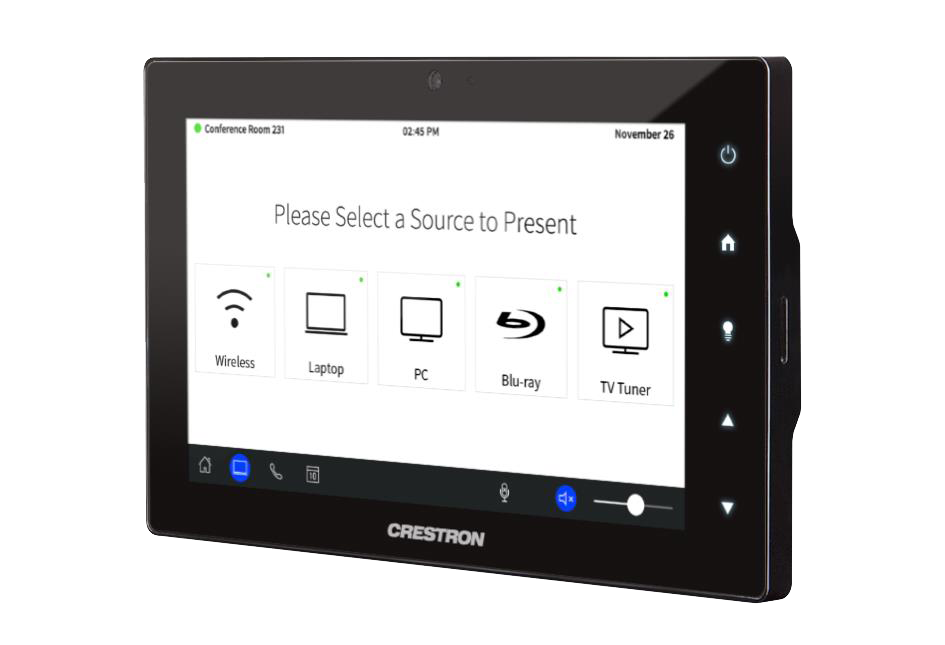 Conference Room 231
02:45 PM
November 26
Please Select a Source to Present
Wireless
Laptop
PC
Blu-ray
TV Tuner
10
CRESTRON